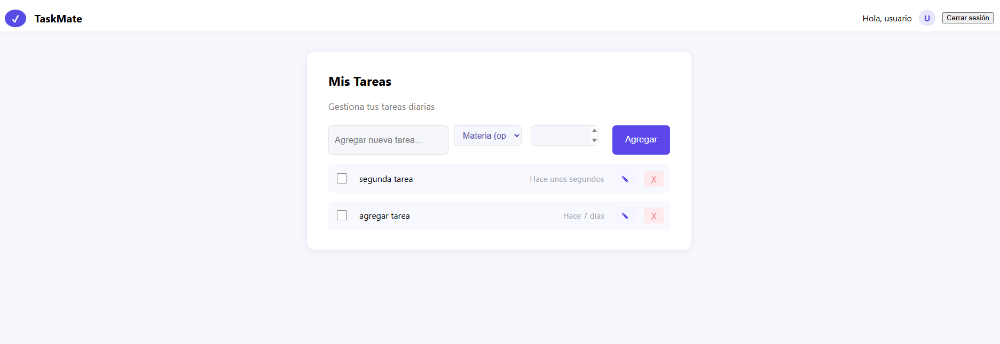 ✓ TaskMate
Hola, usuario U Cerrar sesión
Mis Tareas
Gestiona tus tareas diarias
Agregar nueva tarea... Materia (op Agregar
segunda tarea Hace unos segundos X
agregar tarea Hace 7 días X